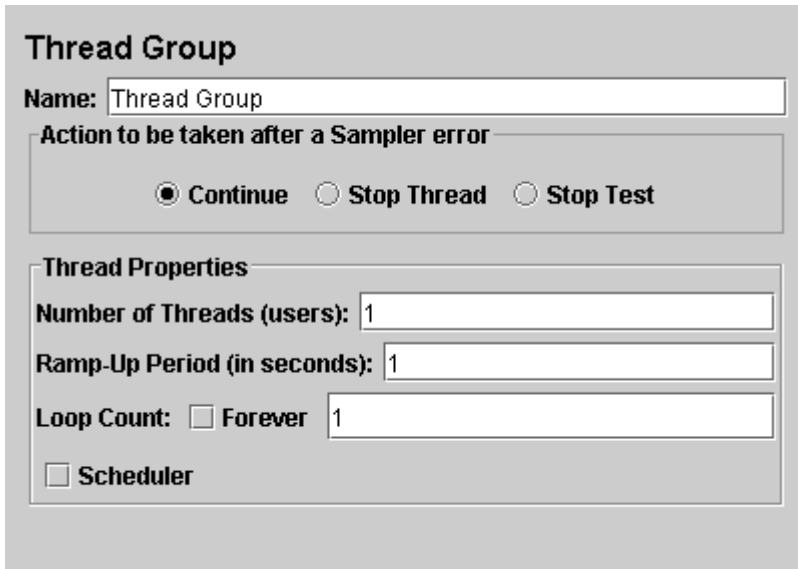 Thread Group
Name: Thread Group
Action to be taken after a Sampler error
Continue Stop Thread Stop Test
Thread Properties
Number of Threads (users): 1
Ramp-Up Period (in seconds): 1
Loop Count: Forever 1
Scheduler